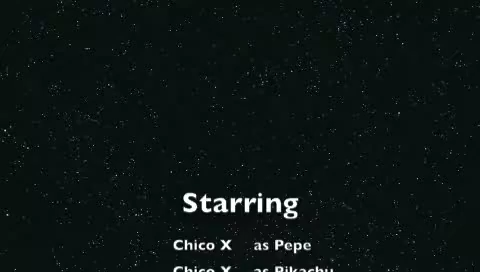 Starring
Chico X as Pepe
Chico X as Pikachu